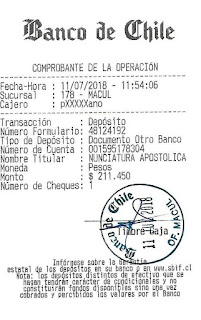 Banco de Chile
COMPROBANTE DE LA OPERACIÓN
Fecha-Hora : 11/07/2018 - 11:54:06
Sucursal : 178 - MACUL
Cajero : pXXXXano
Transacción : Depósito
Número Formulario: 48124192
Tipo de Depósito : Documento Otro Banco
Número de Cuenta : 001595178304
Nombre Titular : NUNCIATURA APOSTOLICA
Moneda : Pesos
Monto : $ 211.450
Número de Cheques: 1
Banco de Chile
11 2018
OF. MACUL
Timbre Caja
Infórmese sobre la garantía
estatal de los depósitos en su banco o en www.sbif.cl
Nota: los depósitos distintos de efectivo que se
hagan tendrán carácter de condicionales y no
constituirán fondos disponibles sino una vez
cobrados y percibidos los valores por el Banco